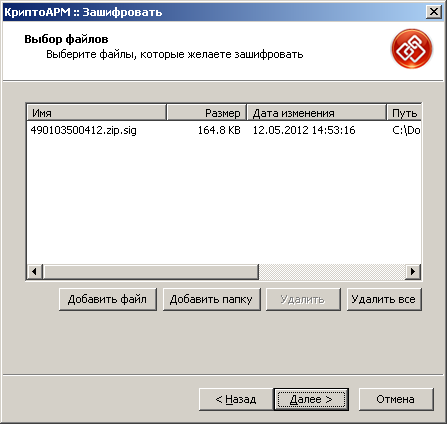 КриптоАРМ :: Зашифровать
Выбор файлов
Выберите файлы, которые желаете зашифровать
Имя Размер Дата изменения Путь
490103500412.zip.sig 164.8 KB 12.05.2012 14:53:16 C:\Do
Добавить файл Добавить папку Удалить Удалить все
< Назад Далее > Отмена